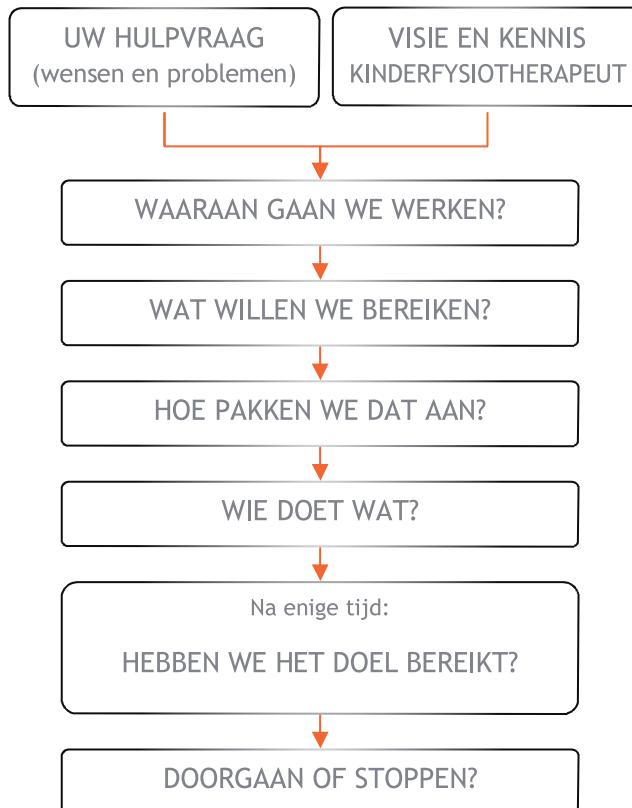 UW HULPVRAAG
(wensen en problemen)
VISIE EN KENNIS
KINDERFYSIOTHERAPEUT
WAARAAN GAAN WE WERKEN?
WAT WILLEN WE BEREIKEN?
HOE PAKKEN WE DAT AAN?
WIE DOET WAT?
Na enige tijd:
HEBBEN WE HET DOEL BEREIKT?
DOORGAAN OF STOPPEN?